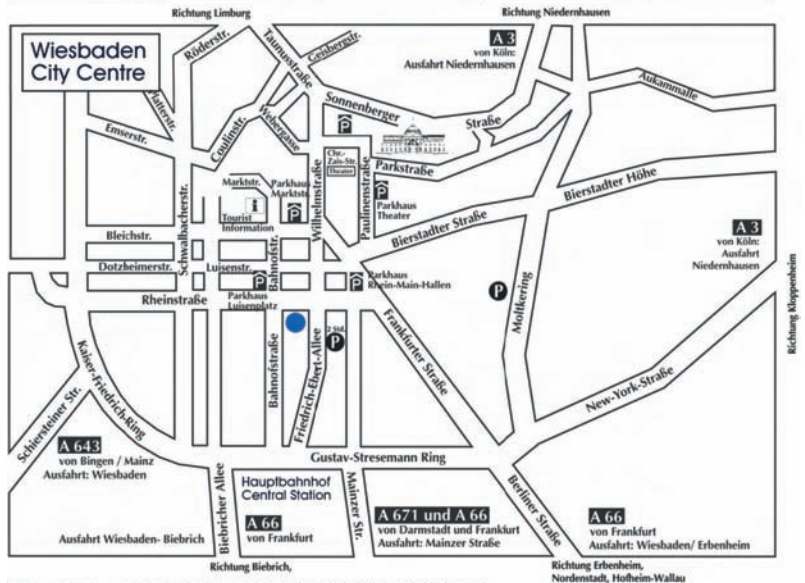 Richtung Limburg
Richtung Niedernhausen
Wiesbaden
City Centre
Röderstr.
Taunusstraße
Geisbergstr.
A 3
von Köln:
Ausfahrt Niedernhausen
Platterstr.
Emserstr.
Coulinstr.
Webergasse
Sonnenberger
Straße
Aukammalle
P
Chr.-
Zais-Str.
Theater
Parkstraße
Marktstr.
Parkhaus
Marktstr.
P
i
Tourist
Information
Wilhelmstraße
Paulinenstraße
P
Parkhaus
Theater
Bierstadter Straße
Bierstadter Höhe
Schwalbacherstr.
Bleichstr.
Dotzheimerstr.
Luisenstr.
Bahnofstr.
P
Parkhaus
Luisenplatz
P
Parkhaus
Rhein-Main-Hallen
A 3
von Köln:
Ausfahrt
Niedernhausen
Rheinstraße
P
Moltkering
Richtung Kloppenheim
Kaiser-Friedrich-Ring
Bahnofstraße
Friedrich-Ebert-Allee
2 Std.
P
Frankfurter Straße
New-York-Straße
Schiersteiner Str.
A 643
von Bingen / Mainz
Ausfahrt: Wiesbaden
Gustav-Stresemann Ring
Hauptbahnhof
Central Station
Biebricher Allee
Mainzer Str.
A 66
von Frankfurt
A 671 und A 66
von Darmstadt und Frankfurt
Ausfahrt: Mainzer Straße
Berliner Straße
A 66
von Frankfurt
Ausfahrt: Wiesbaden/ Erbenheim
Ausfahrt Wiesbaden- Biebrich
Richtung Biebrich,
Richtung Erbenheim,
Nordenstadt, Hofheim-Wallau